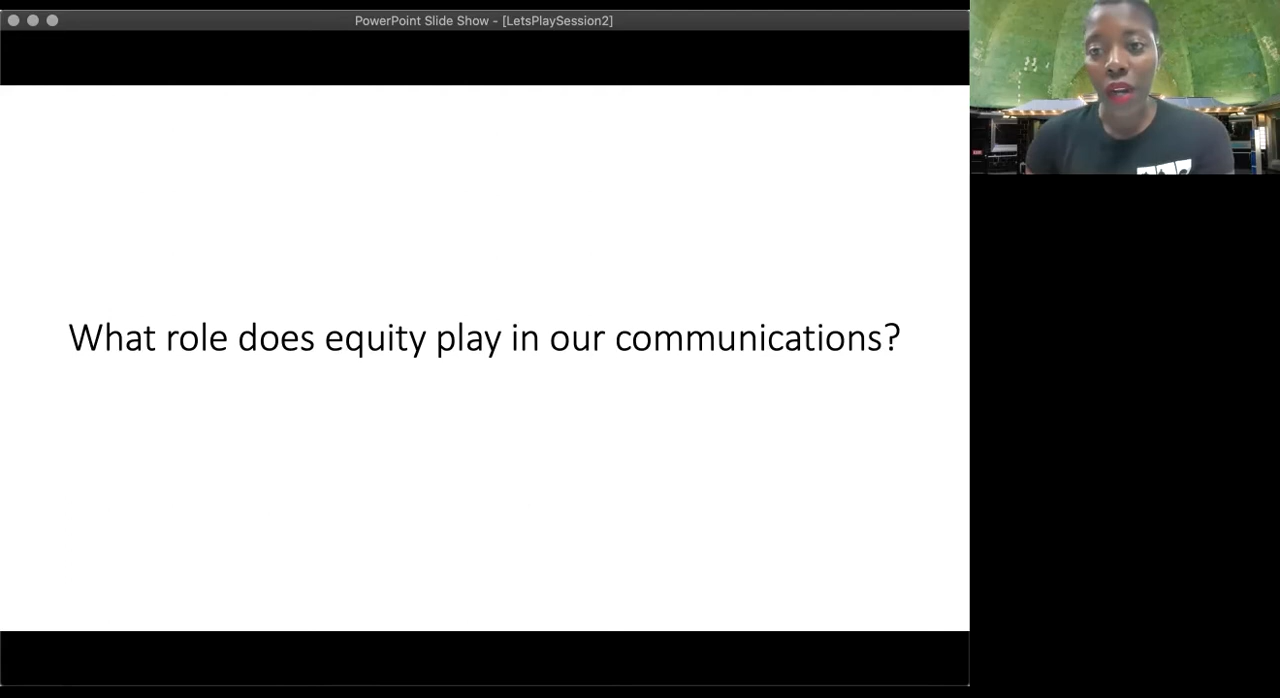 PowerPoint Slide Show - [LetsPlaySession2]
What role does equity play in our communications?